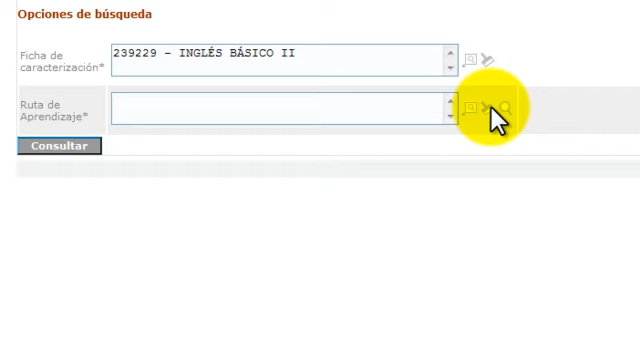 Opciones de búsqueda
Ficha de
caracterización*
239229 - INGLÉS BÁSICO II
Ruta de
Aprendizaje*
Consultar